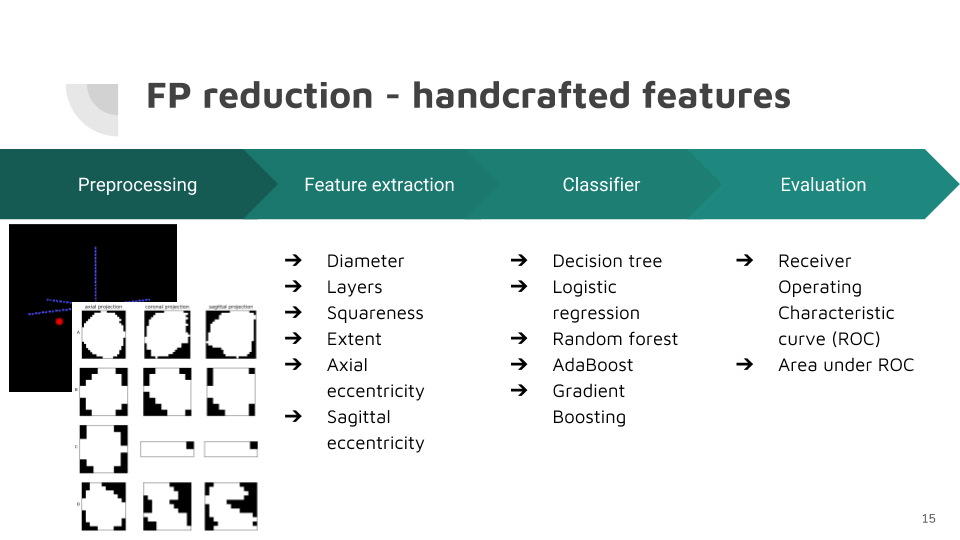 FP reduction - handcrafted features
Preprocessing
Feature extraction
Classifier
Evaluation
axial projection
coronal projection
sagittal projection
A
B
C
D
➔ Diameter
➔ Layers
➔ Squareness
➔ Extent
➔ Axial
eccentricity
➔ Sagittal
eccentricity
➔ Decision tree
➔ Logistic
regression
➔ Random forest
➔ AdaBoost
➔ Gradient
Boosting
➔ Receiver
Operating
Characteristic
curve (ROC)
➔ Area under ROC
15